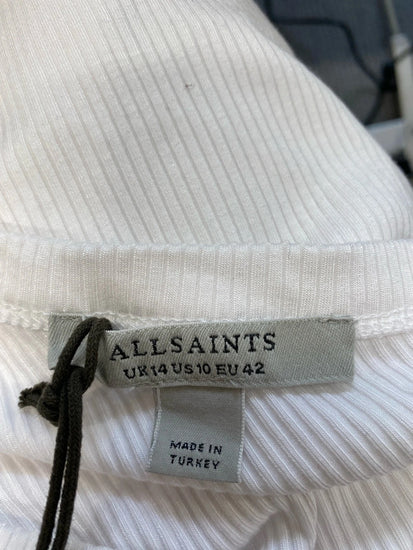 ALLSAINTS
UK 14 US 10 EU 42
MADE IN
TURKEY